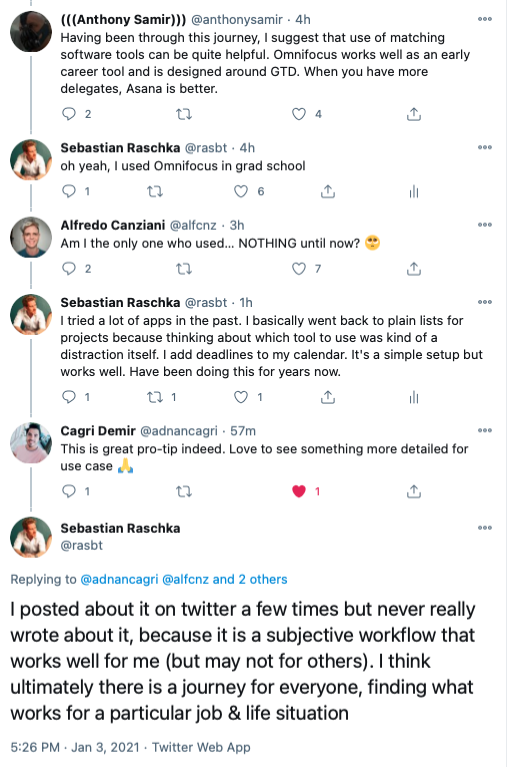 (((Anthony Samir))) @anthonysamir · 4h
Having been through this journey, I suggest that use of matching
software tools can be quite helpful. Omnifocus works well as an early
career tool and is designed around GTD. When you have more
delegates, Asana is better.
2 4
Sebastian Raschka @rasbt · 4h
oh yeah, I used Omnifocus in grad school
1 6
Alfredo Canziani @alfcnz · 3h
Am I the only one who used... NOTHING until now? 😳
2 7
Sebastian Raschka @rasbt · 1h
I tried a lot of apps in the past. I basically went back to plain lists for
projects because thinking about which tool to use was kind of a
distraction itself. I add deadlines to my calendar. It's a simple setup but
works well. Have been doing this for years now.
1 1 1
Cagri Demir @adnancagri · 57m
This is great pro-tip indeed. Love to see something more detailed for
use case 🙏
1 1
Sebastian Raschka
@rasbt
Replying to @adnancagri @alfcnz and 2 others
I posted about it on twitter a few times but never really
wrote about it, because it is a subjective workflow that
works well for me (but may not for others). I think
ultimately there is a journey for everyone, finding what
works for a particular job & life situation
5:26 PM · Jan 3, 2021 · Twitter Web App